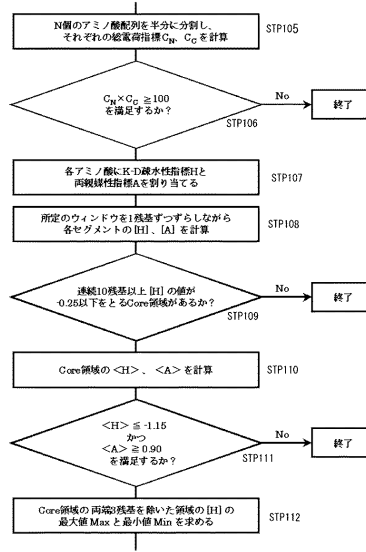 N個のアミノ酸配列を半分に分割し、
それぞれの総電荷指標CN、CCを計算
STP105
CN×CC ≧100
を満足するか?
No
終了
STP106
各アミノ酸にK-D疎水性指標Hと
両親媒性指標Aを割り当てる
STP107
所定のウィンドウを1残基ずつずらしながら
各セグメントの[H]、[A]を計算
STP108
連続10残基以上[H]の値が
-0.25以下をとるCore領域があるか?
No
終了
STP109
Core領域の<H>、<A>を計算
STP110
<H>≦-1.15
かつ
<A>≧0.90
を満足するか?
No
終了
STP111
Core領域の両端3残基を除いた領域の[H]の
最大値Maxと最小値Minを求める
STP112